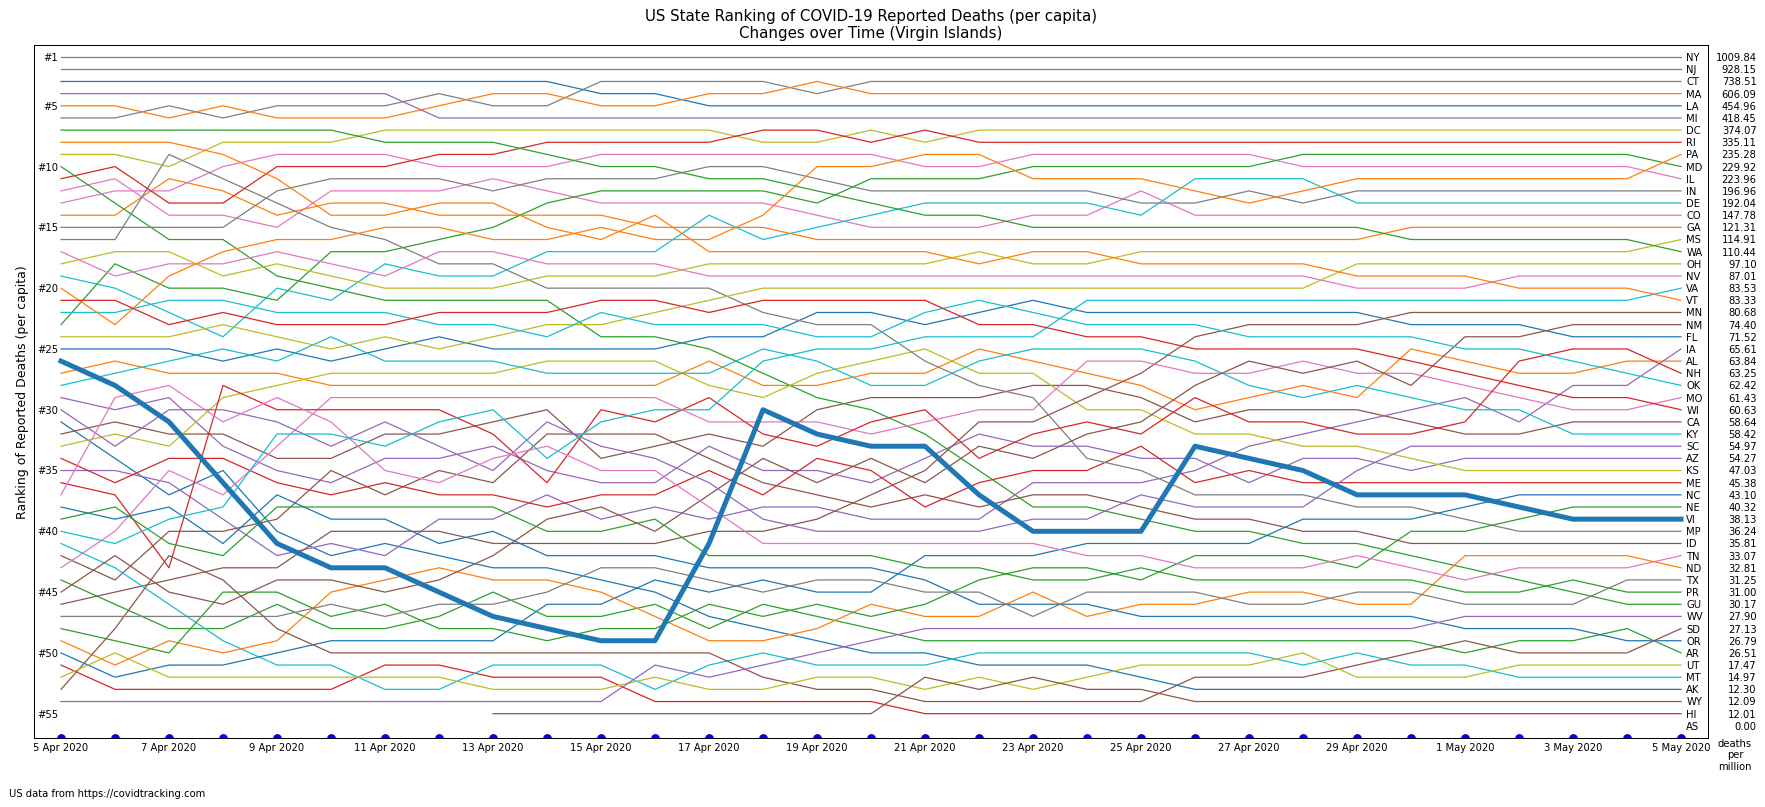 US State Ranking of COVID-19 Reported Deaths (per capita)
Changes over Time (Virgin Islands)
Ranking of Reported Deaths (per capita)
#1
#5
#10
#15
#20
#25
#30
#35
#40
#45
#50
#55
NY 1009.84
NJ 928.15
CT 738.51
MA 606.09
LA 454.96
MI 418.45
DC 374.07
RI 335.11
PA 235.28
MD 229.92
IL 223.96
IN 196.96
DE 192.04
CO 147.78
GA 121.31
MS 114.91
WA 110.44
OH 97.10
NV 87.01
VA 83.53
VT 83.33
MN 80.68
NM 74.40
FL 71.52
IA 65.61
AL 63.84
NH 63.25
OK 62.42
MO 61.43
WI 60.63
CA 58.64
KY 58.42
SC 54.97
AZ 54.27
KS 47.03
ME 45.38
NC 43.10
NE 40.32
VI 38.13
MP 36.24
ID 35.81
TN 33.07
ND 32.81
TX 31.25
PR 31.00
GU 30.17
WV 27.90
SD 27.13
OR 26.79
AR 26.51
UT 17.47
MT 14.97
AK 12.30
WY 12.09
HI 12.01
AS 0.00
5 Apr 2020 7 Apr 2020 9 Apr 2020 11 Apr 2020 13 Apr 2020 15 Apr 2020 17 Apr 2020 19 Apr 2020 21 Apr 2020 23 Apr 2020 25 Apr 2020 27 Apr 2020 29 Apr 2020 1 May 2020 3 May 2020 5 May 2020
deaths
per
million
US data from https://covidtracking.com